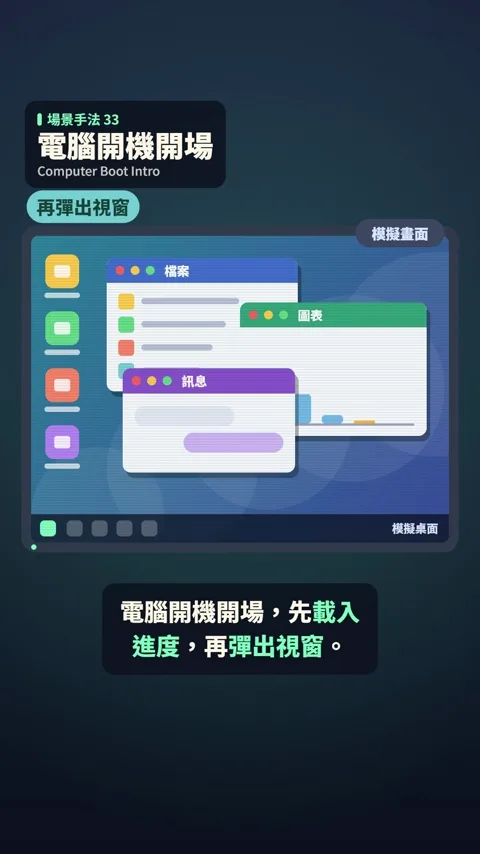 場景手法 33
電腦開機開場
Computer Boot Intro
再彈出視窗
模擬畫面
檔案
圖表
訊息
模擬桌面
電腦開機開場，先載入
進度，再彈出視窗。